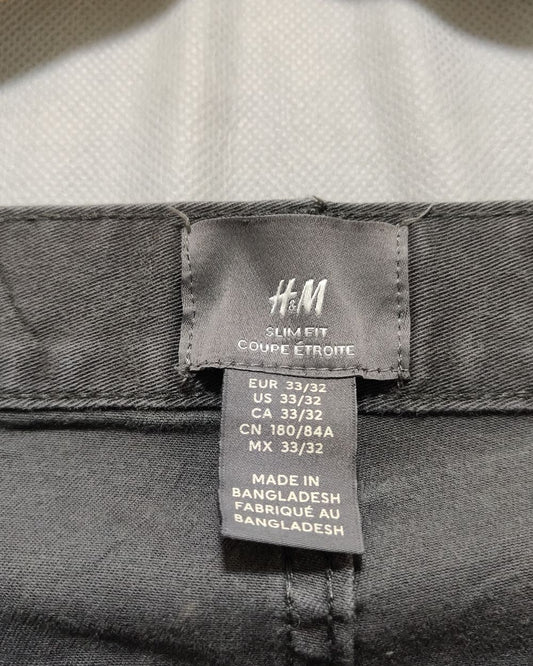 H&M
SLIM FIT
COUPE ÉTROITE
EUR 33/32
US 33/32
CA 33/32
CN 180/84A
MX 33/32
MADE IN
BANGLADESH
FABRIQUÉ AU
BANGLADESH